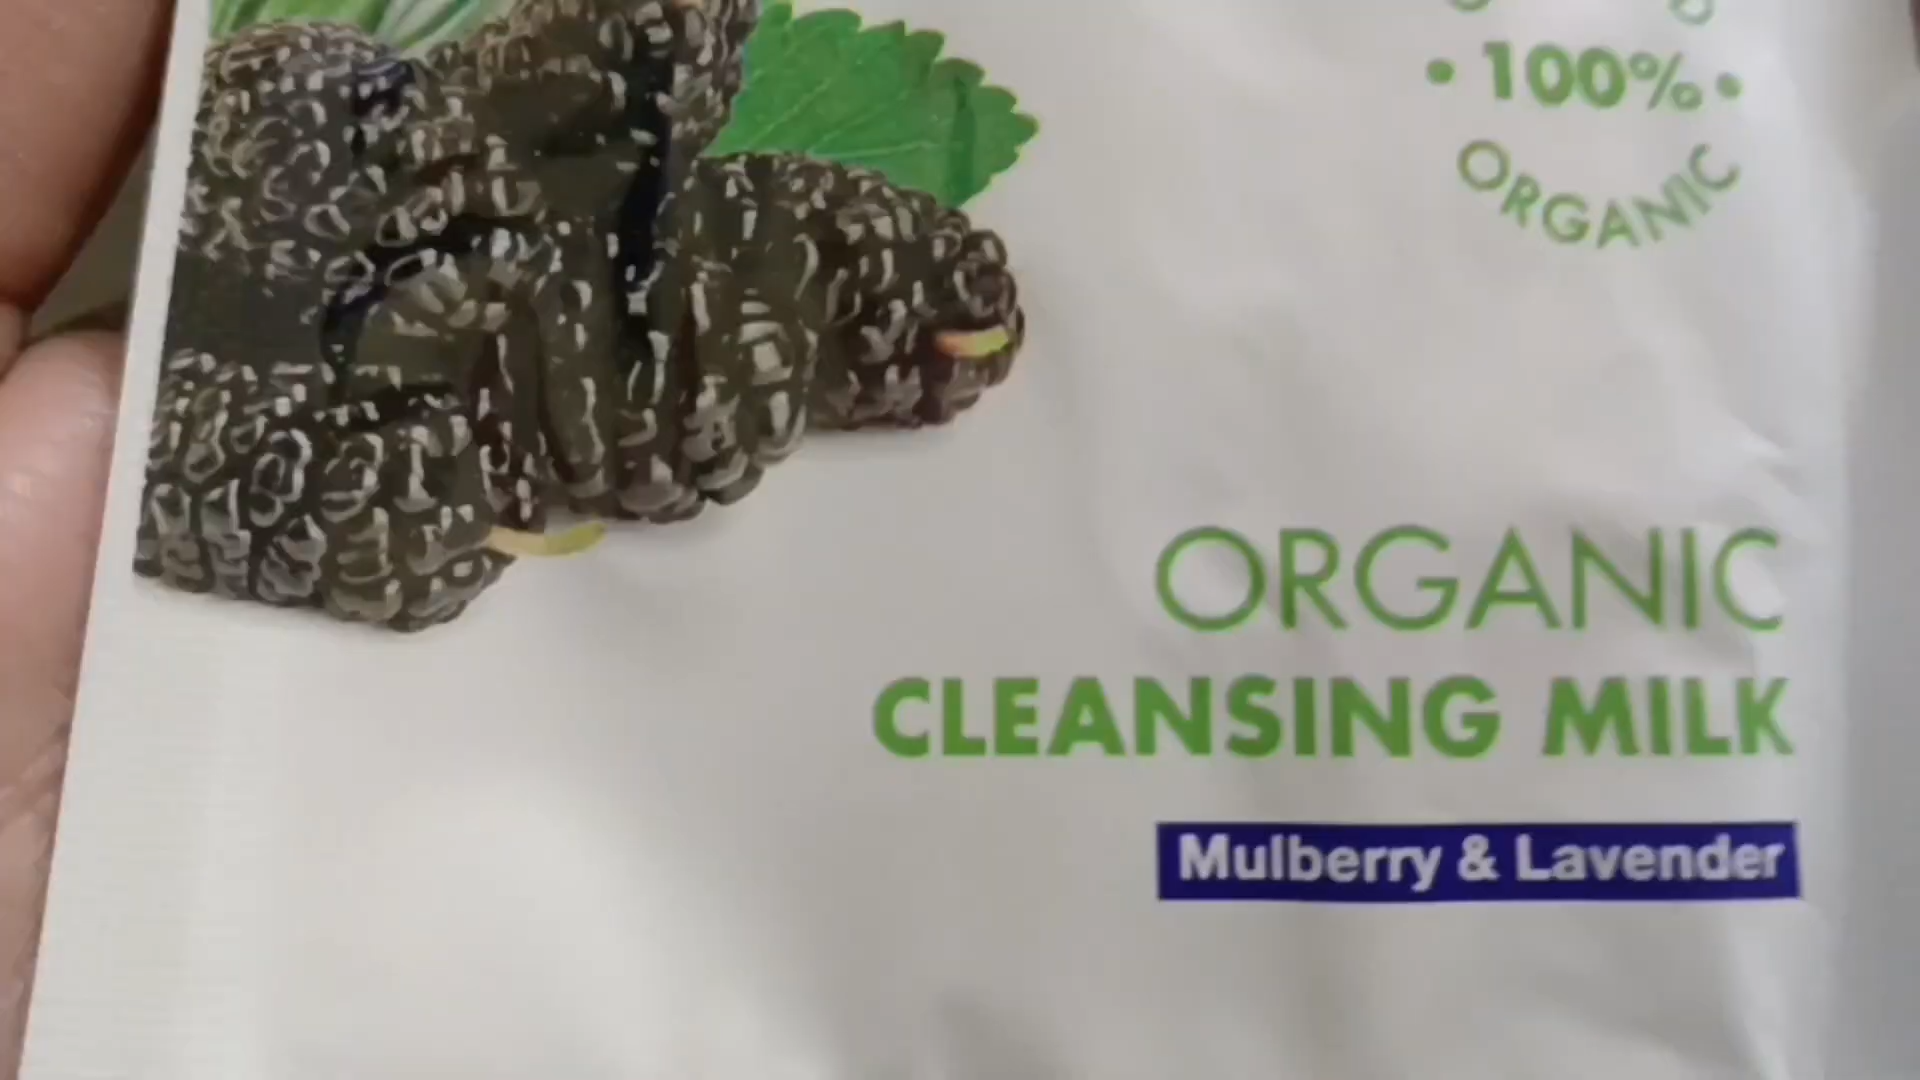 100%
ORGANIC
ORGANIC
CLEANSING MILK
Mulberry & Lavender